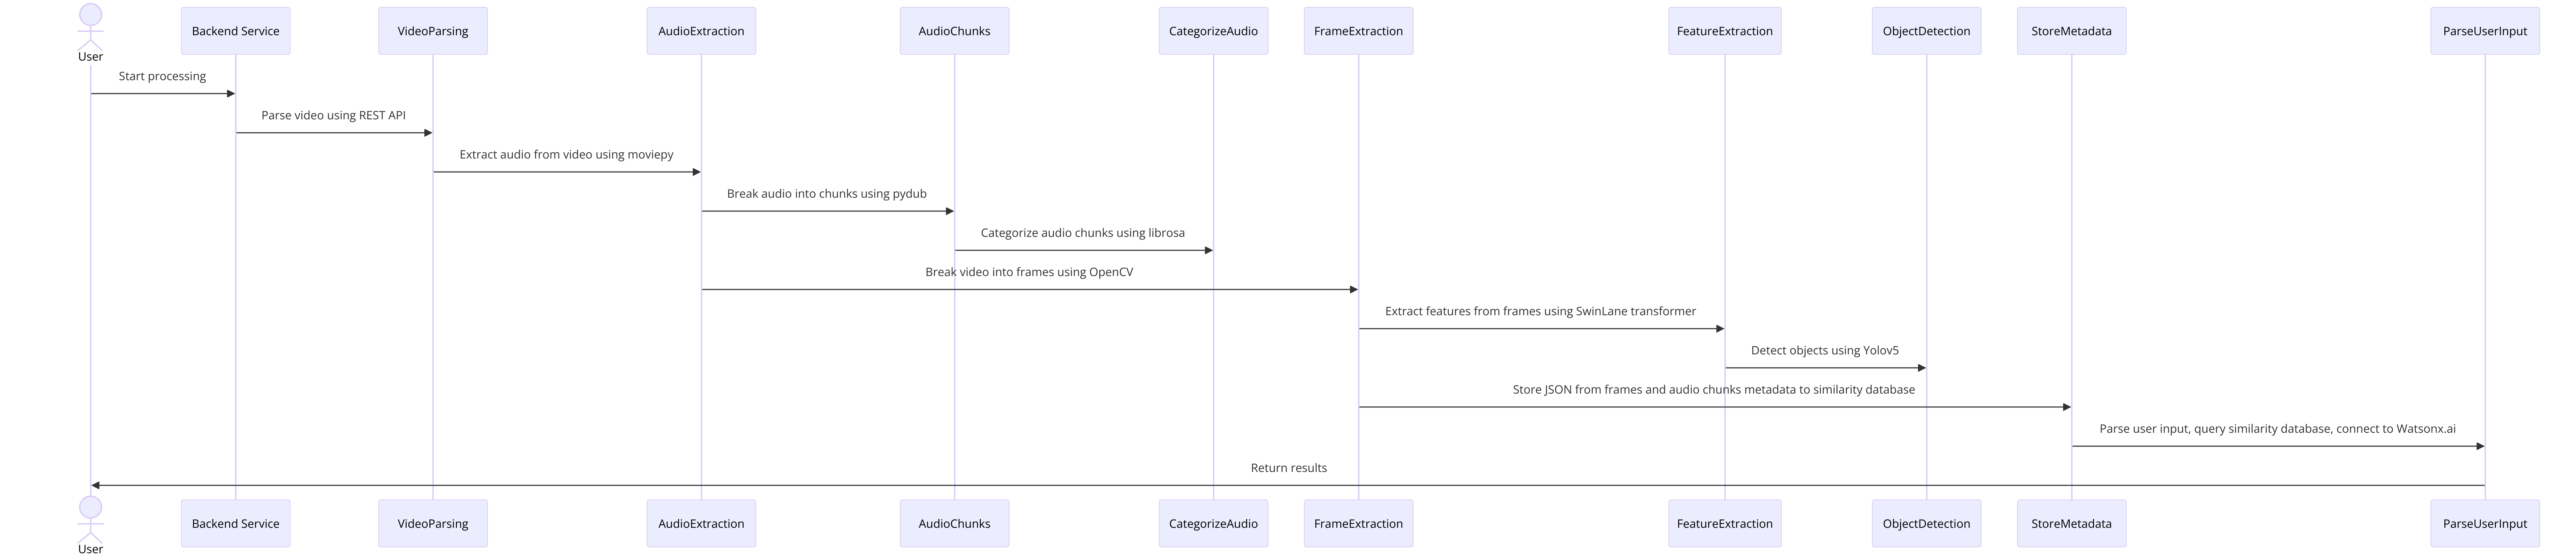 Backend Service
VideoParsing
AudioExtraction
AudioChunks
CategorizeAudio
FrameExtraction
FeatureExtraction
ObjectDetection
StoreMetadata
ParseUserInput
User
Start processing
Parse video using REST API
Extract audio from video using moviepy
Break audio into chunks using pydub
Categorize audio chunks using librosa
Break video into frames using OpenCV
Extract features from frames using SwinLane transformer
Detect objects using Yolov5
Store JSON from frames and audio chunks metadata to similarity database
Parse user input, query similarity database, connect to Watsonx.ai
Return results
Backend Service
VideoParsing
AudioExtraction
AudioChunks
CategorizeAudio
FrameExtraction
FeatureExtraction
ObjectDetection
StoreMetadata
ParseUserInput
User